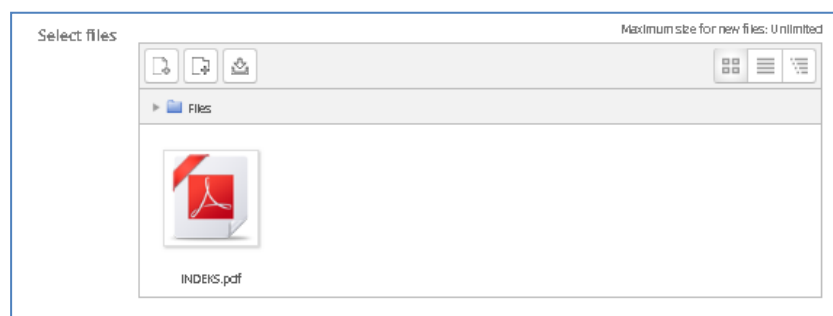 Select files
Maximum size for new files: Unlimited
Files
INDEKS.pdf